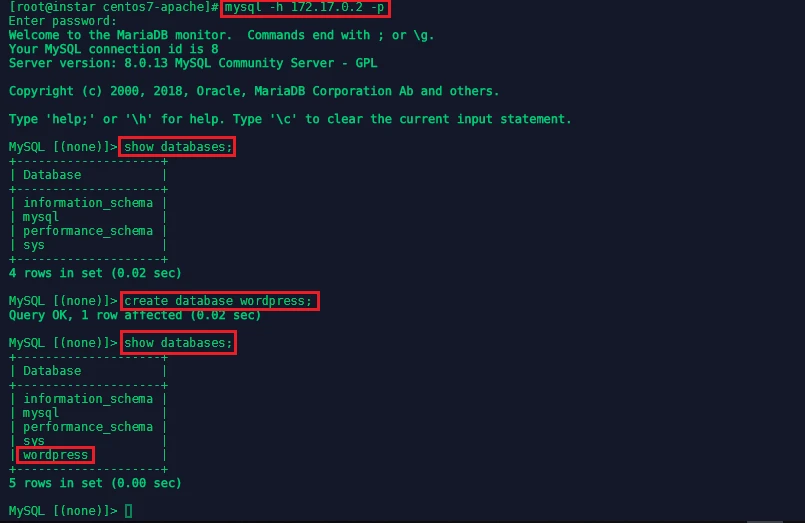 [root@instar centos7-apache]# mysql -h 172.17.0.2 -p
Enter password:
Welcome to the MariaDB monitor.  Commands end with ; or \g.
Your MySQL connection id is 8
Server version: 8.0.13 MySQL Community Server - GPL

Copyright (c) 2000, 2018, Oracle, MariaDB Corporation Ab and others.

Type 'help;' or '\h' for help. Type '\c' to clear the current input statement.

MySQL [(none)]> show databases;
+--------------------+
| Database           |
+--------------------+
| information_schema |
| mysql              |
| performance_schema |
| sys                |
+--------------------+
4 rows in set (0.02 sec)

MySQL [(none)]> create database wordpress;
Query OK, 1 row affected (0.02 sec)

MySQL [(none)]> show databases;
+--------------------+
| Database           |
+--------------------+
| information_schema |
| mysql              |
| performance_schema |
| sys                |
| wordpress          |
+--------------------+
5 rows in set (0.00 sec)

MySQL [(none)]>